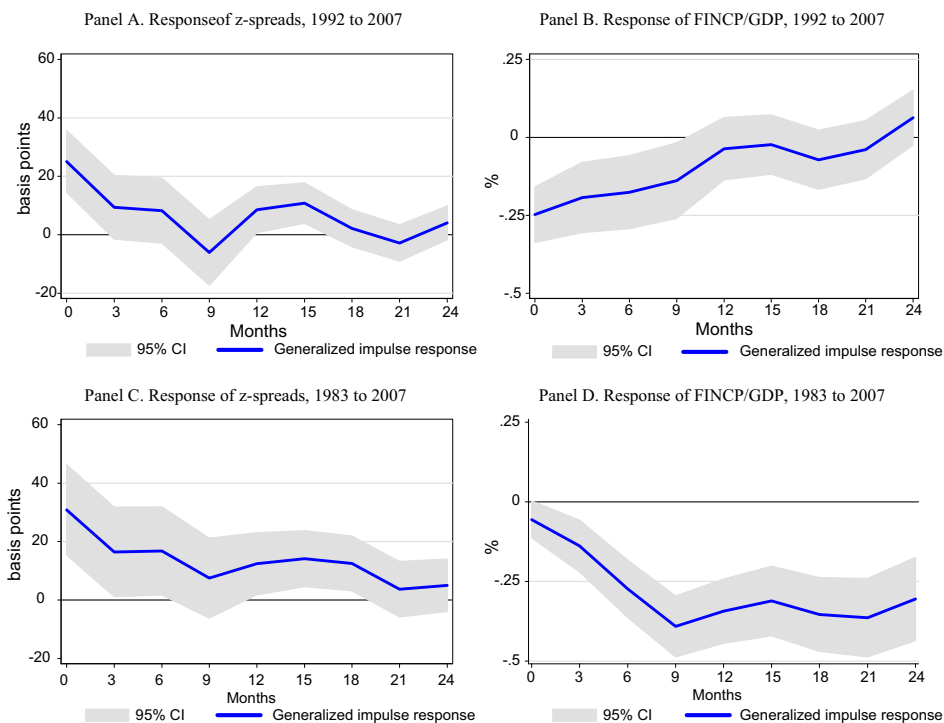 Panel A. Responseof z-spreads, 1992 to 2007
60
40
20
0
-20
basis points
0 3 6 9 12 15 18 21 24
Months
95% CI Generalized impulse response
Panel B. Response of FINCP/GDP, 1992 to 2007
.25
0
-.25
-.5
%
0 3 6 9 12 15 18 21 24
Months
95% CI Generalized impulse response
Panel C. Response of z-spreads, 1983 to 2007
60
40
20
0
-20
basis points
0 3 6 9 12 15 18 21 24
Months
95% CI Generalized impulse response
Panel D. Response of FINCP/GDP, 1983 to 2007
.25
0
-.25
-.5
%
0 3 6 9 12 15 18 21 24
Months
95% CI Generalized impulse response